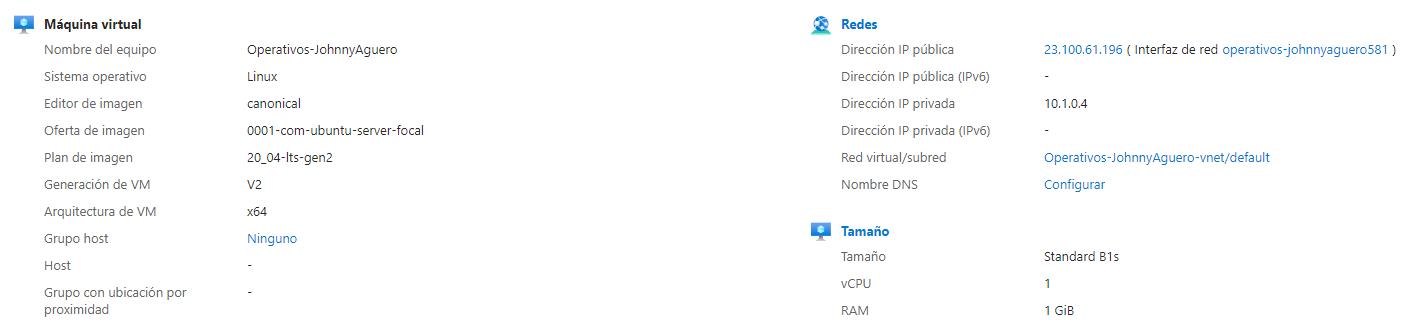 Máquina virtual
Nombre del equipo Operativos-JohnnyAguero
Sistema operativo Linux
Editor de imagen canonical
Oferta de imagen 0001-com-ubuntu-server-focal
Plan de imagen 20_04-lts-gen2
Generación de VM V2
Arquitectura de VM x64
Grupo host Ninguno
Host -
Grupo con ubicación por -
proximidad
Redes
Dirección IP pública 23.100.61.196 ( Interfaz de red operativos-johnnyaguero581 )
Dirección IP pública (IPv6) -
Dirección IP privada 10.1.0.4
Dirección IP privada (IPv6) -
Red virtual/subred Operativos-JohnnyAguero-vnet/default
Nombre DNS Configurar
Tamaño
Tamaño Standard B1s
vCPU 1
RAM 1 GiB